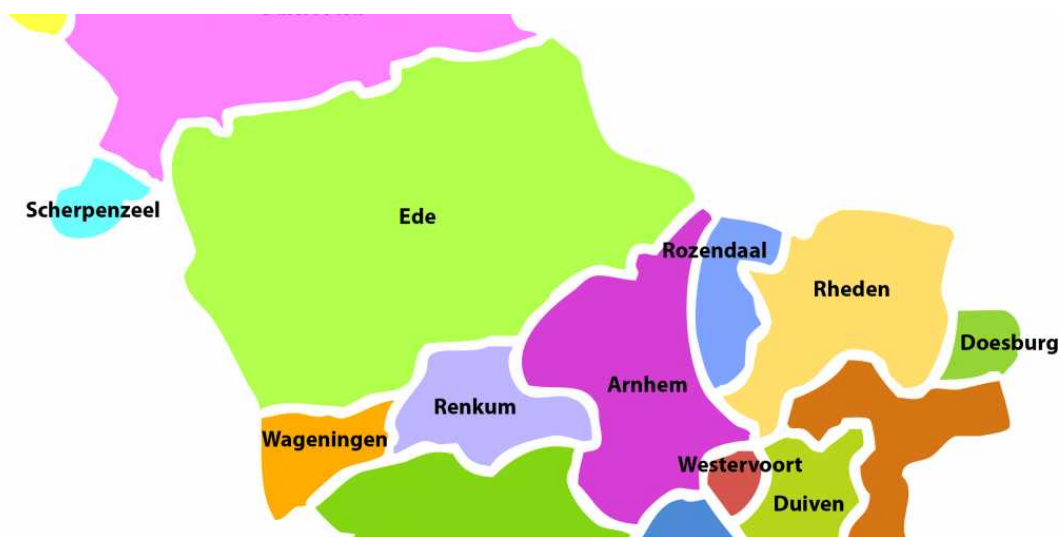 Scherpenzeel
Ede
Rozendaal
Rheden
Doesburg
Arnhem
Renkum
Wageningen
Westervoort
Duiven